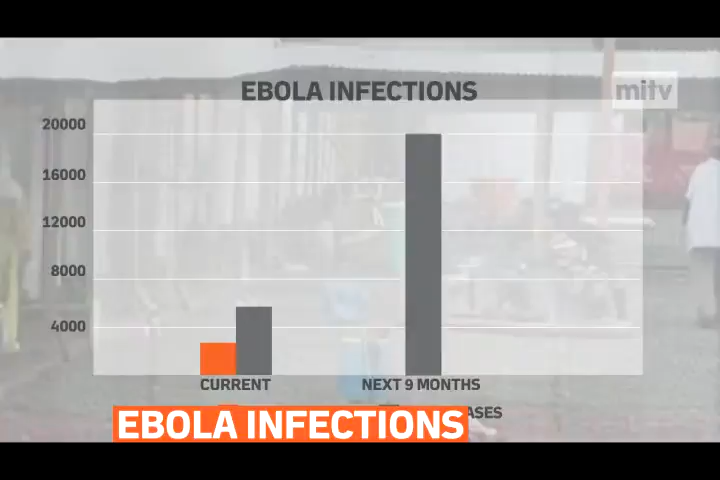 EBOLA INFECTIONS
mitv
20000
16000
12000
8000
4000
CURRENT
NEXT 9 MONTHS
ASES
EBOLA INFECTIONS